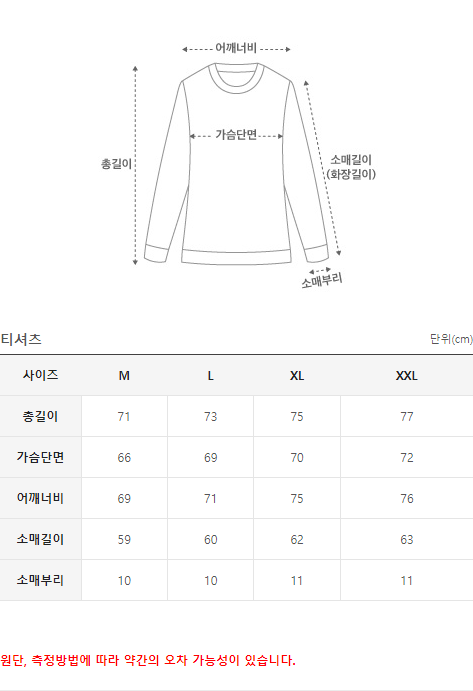 어깨너비
가슴단면
총길이
소매길이
(화장길이)
소매부리
티셔츠 단위(cm)
사이즈 M L XL XXL
총길이 71 73 75 77
가슴단면 66 69 70 72
어깨너비 69 71 75 76
소매길이 59 60 62 63
소매부리 10 10 11 11
원단, 측정방법에 따라 약간의 오차 가능성이 있습니다.